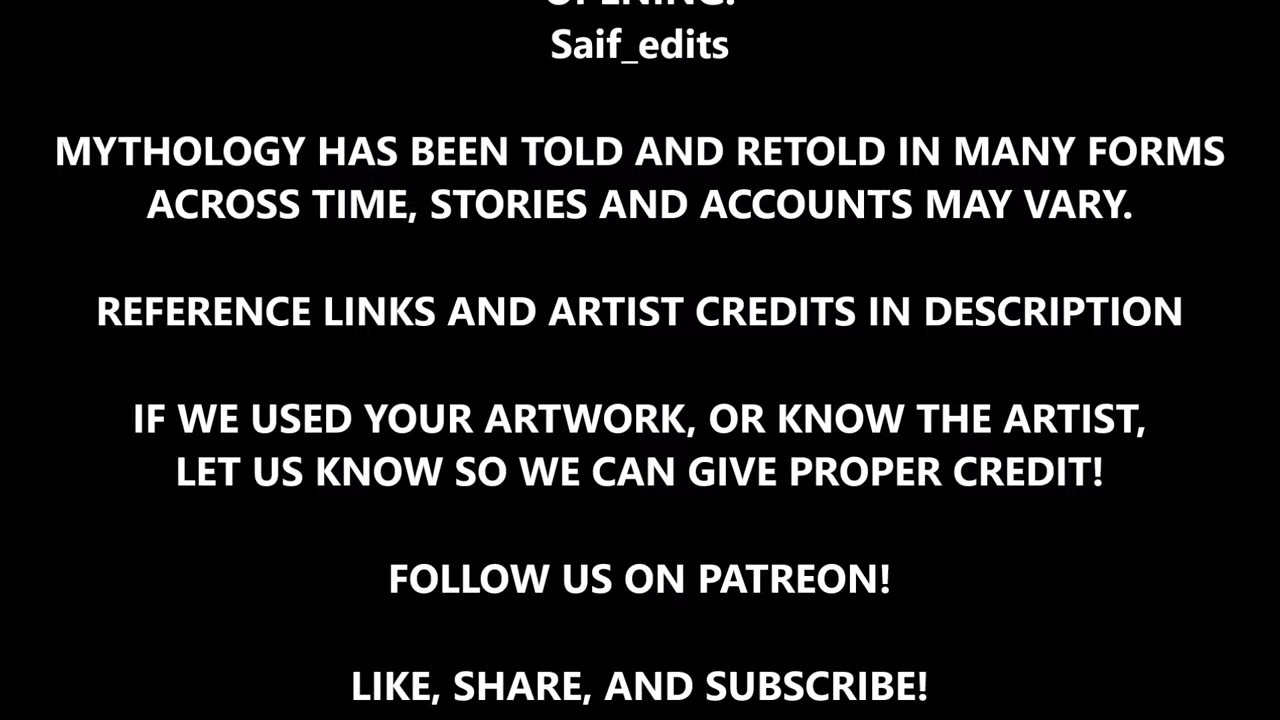 OPENING:
Saif_edits
MYTHOLOGY HAS BEEN TOLD AND RETOLD IN MANY FORMS
ACROSS TIME, STORIES AND ACCOUNTS MAY VARY.
REFERENCE LINKS AND ARTIST CREDITS IN DESCRIPTION
IF WE USED YOUR ARTWORK, OR KNOW THE ARTIST,
LET US KNOW SO WE CAN GIVE PROPER CREDIT!
FOLLOW US ON PATREON!
LIKE, SHARE, AND SUBSCRIBE!